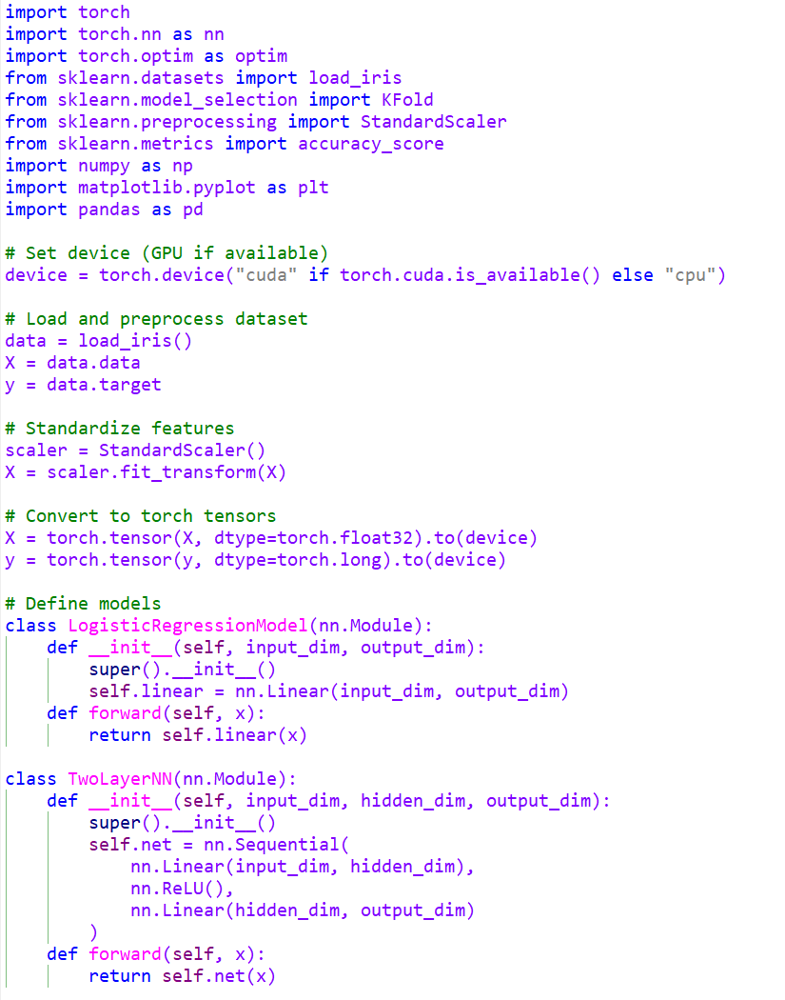 import torch
import torch.nn as nn
import torch.optim as optim
from sklearn.datasets import load_iris
from sklearn.model_selection import KFold
from sklearn.preprocessing import StandardScaler
from sklearn.metrics import accuracy_score
import numpy as np
import matplotlib.pyplot as plt
import pandas as pd

# Set device (GPU if available)
device = torch.device("cuda" if torch.cuda.is_available() else "cpu")

# Load and preprocess dataset
data = load_iris()
X = data.data
y = data.target

# Standardize features
scaler = StandardScaler()
X = scaler.fit_transform(X)

# Convert to torch tensors
X = torch.tensor(X, dtype=torch.float32).to(device)
y = torch.tensor(y, dtype=torch.long).to(device)

# Define models
class LogisticRegressionModel(nn.Module):
    def __init__(self, input_dim, output_dim):
        super().__init__()
        self.linear = nn.Linear(input_dim, output_dim)
    def forward(self, x):
        return self.linear(x)

class TwoLayerNN(nn.Module):
    def __init__(self, input_dim, hidden_dim, output_dim):
        super().__init__()
        self.net = nn.Sequential(
            nn.Linear(input_dim, hidden_dim),
            nn.ReLU(),
            nn.Linear(hidden_dim, output_dim)
        )
    def forward(self, x):
        return self.net(x)